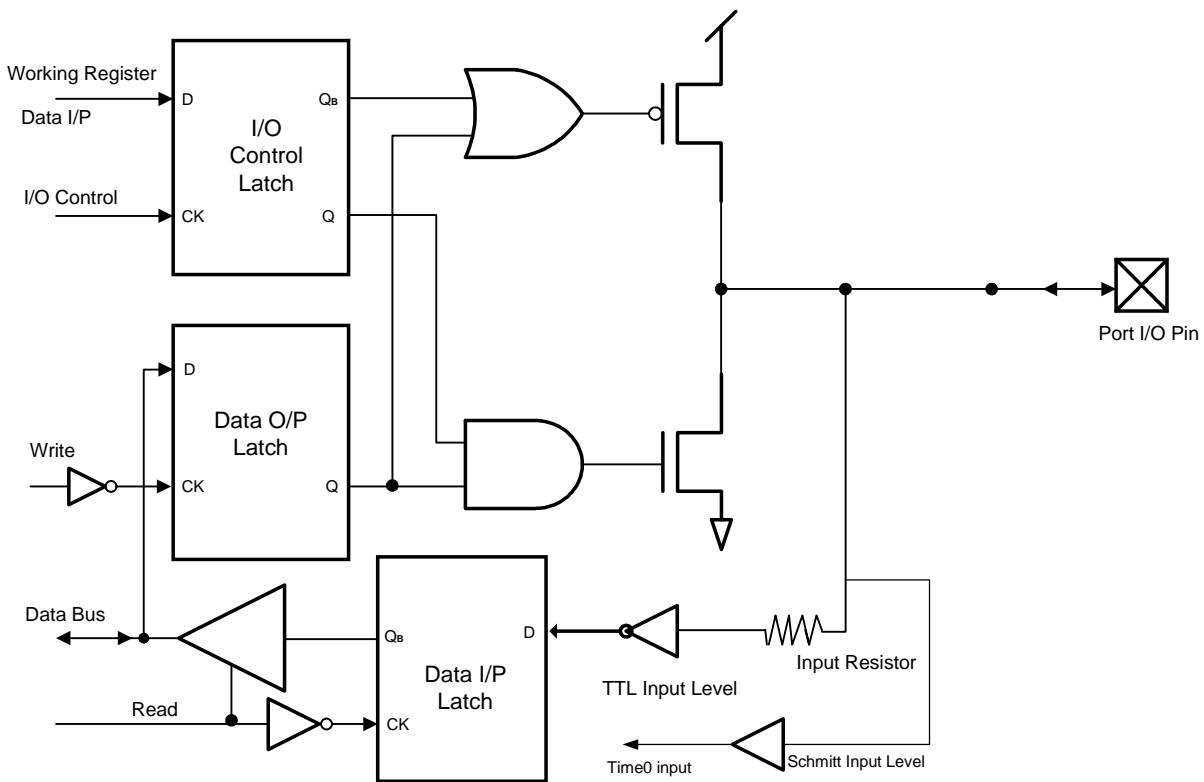 Working Register
Data I/P
D
QB
I/O
Control
Latch
I/O Control
CK
Q
Port I/O Pin
D
Data O/P
Latch
Write
CK
Q
Data Bus
QB
D
Data I/P
Latch
TTL Input Level
Input Resistor
Read
CK
Time0 input
Schmitt Input Level